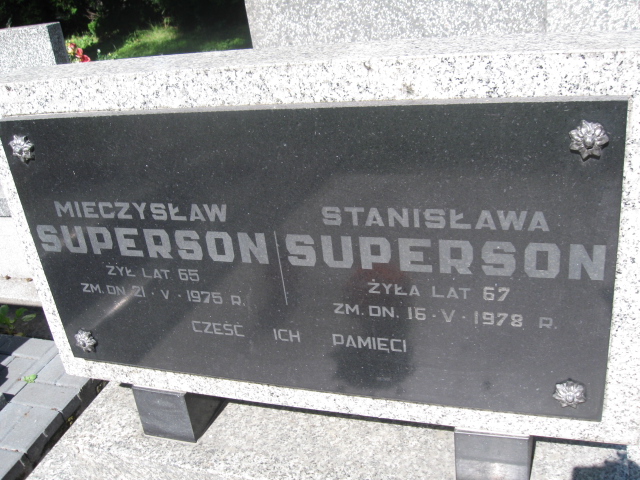 MIECZYSŁAW
SUPERSON
ŻYŁ LAT 65
ZM. DN. 21 · V · 1975 R.
STANISŁAWA
SUPERSON
ŻYŁA LAT 67
ZM. DN. 16 · V · 1978 R.
CZEŚĆ ICH PAMIĘCI